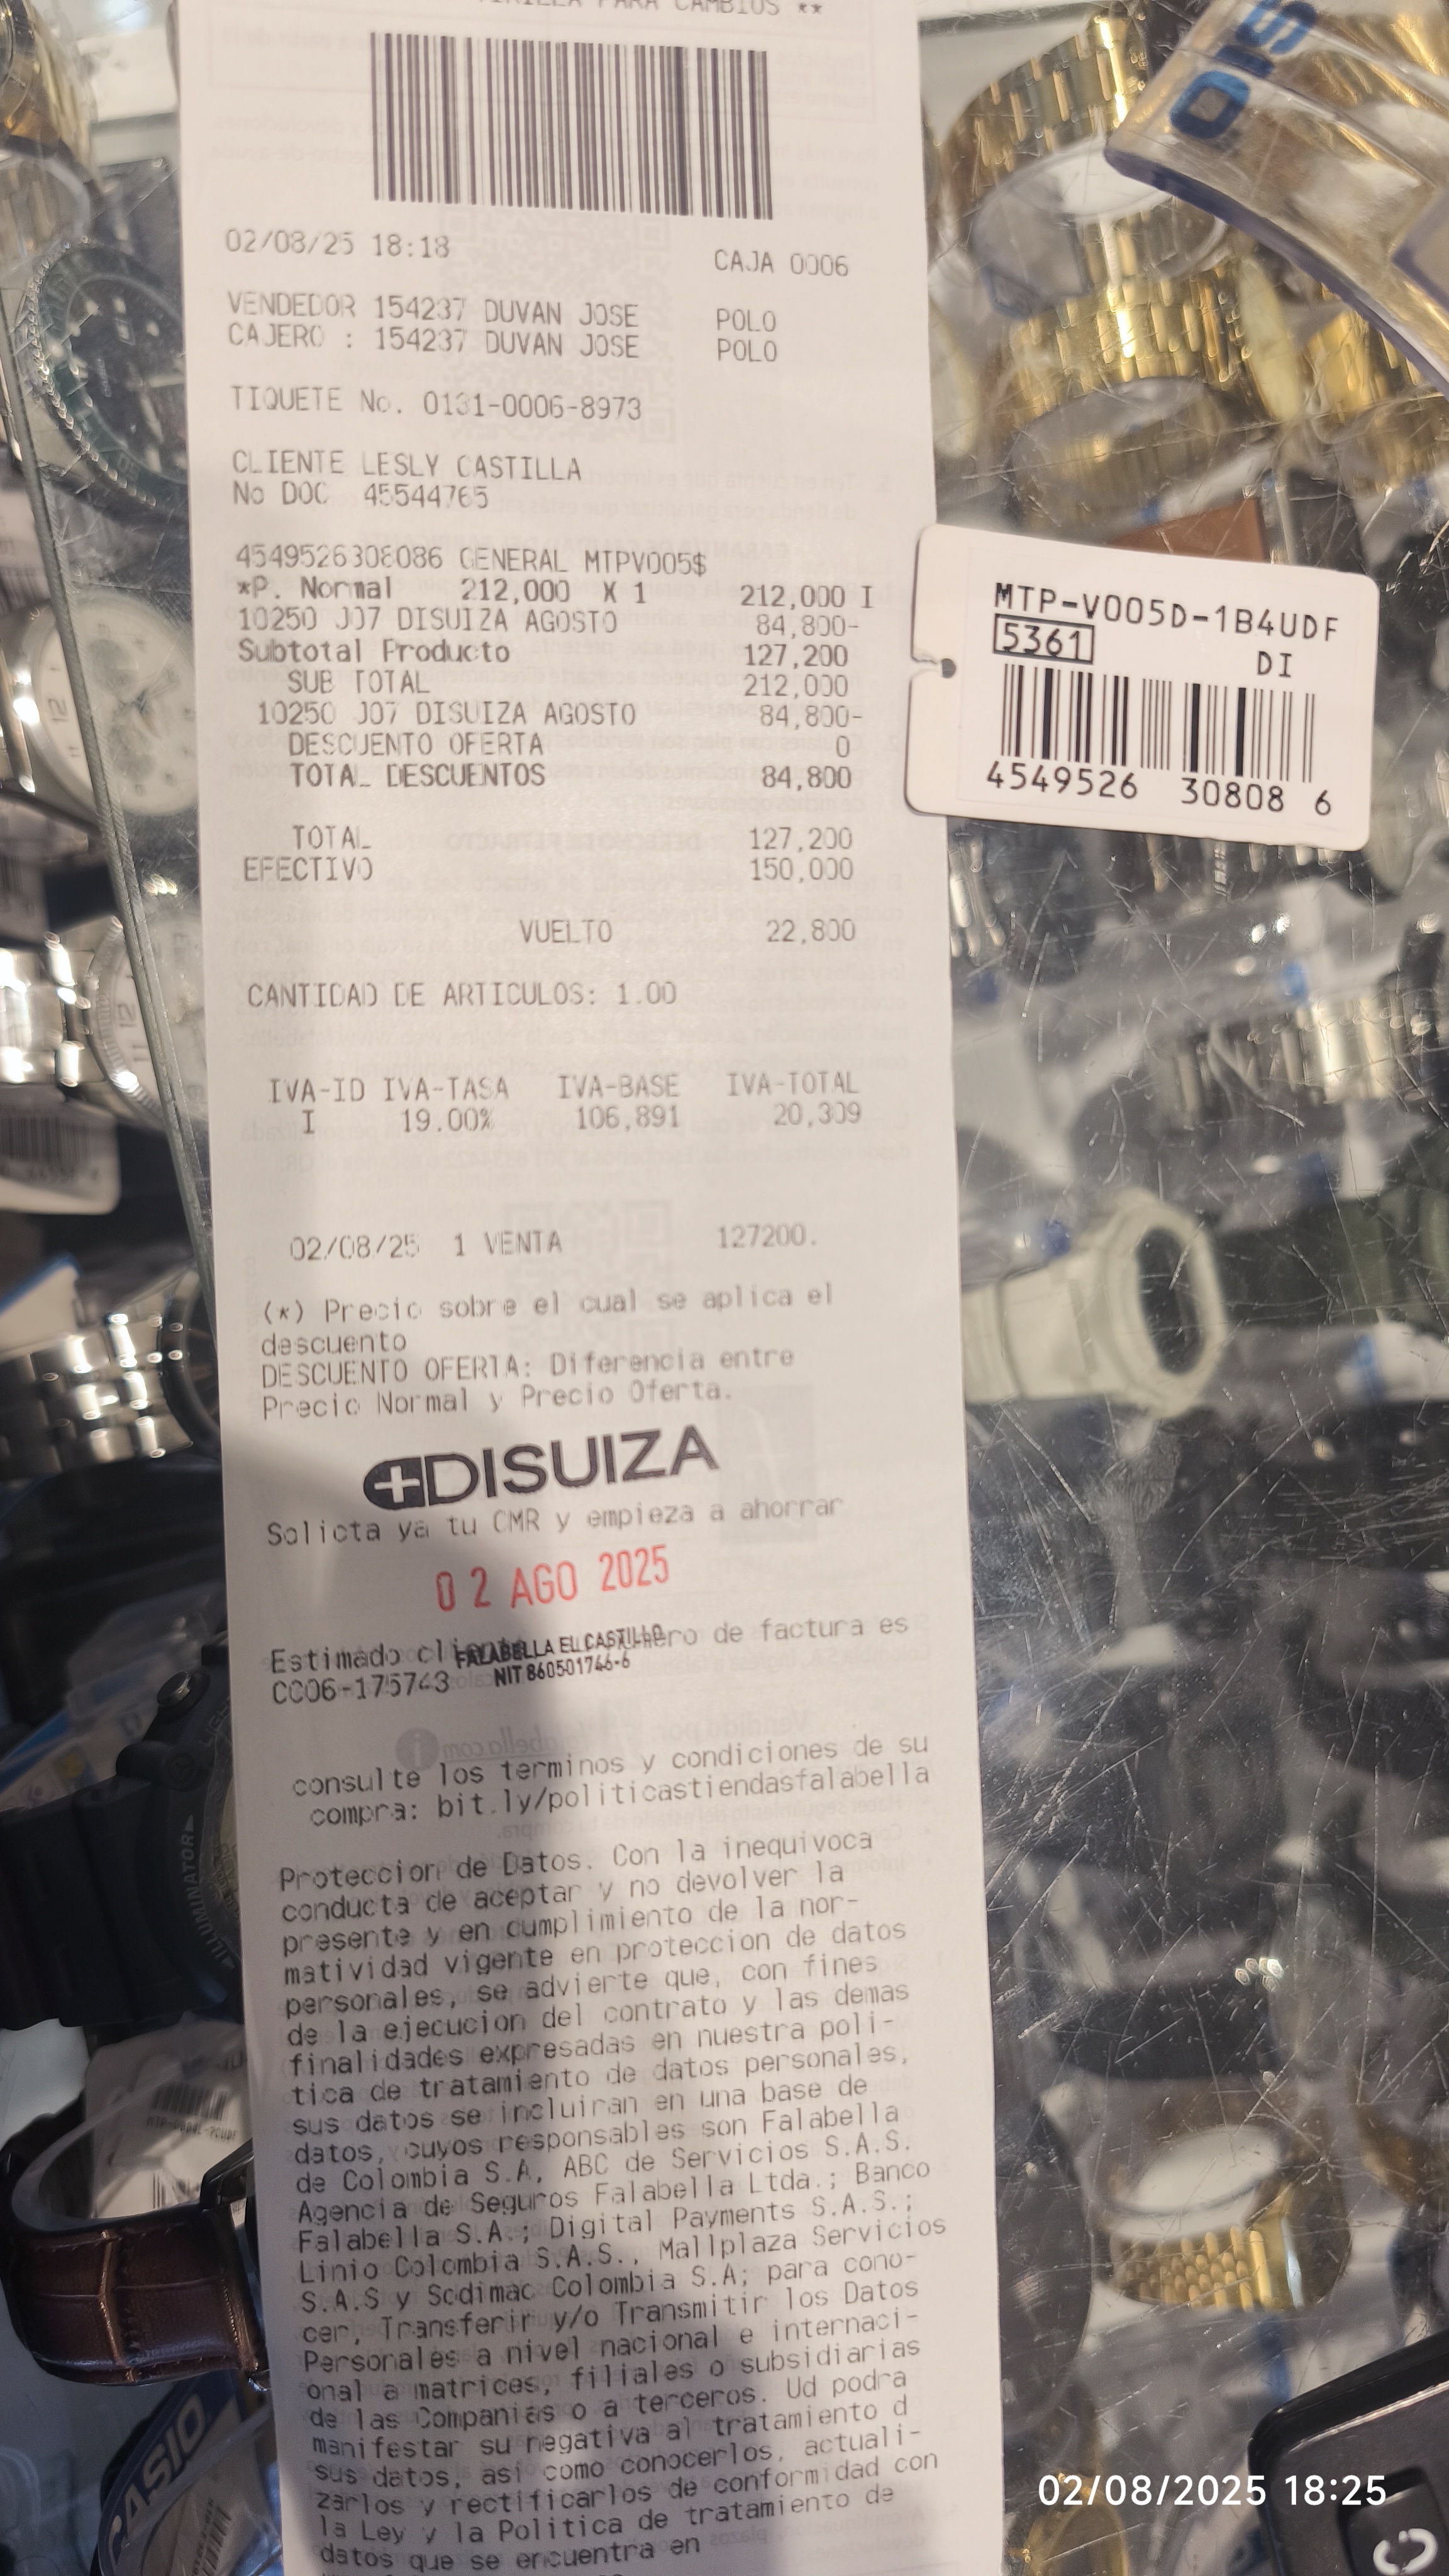 PARA CAMBIOS **
02/08/25 18:18 CAJA 0006
VENDEDOR 154237 DUVAN JOSE POLO
CAJERO : 154237 DUVAN JOSE POLO
TIQUETE No. 0131-0006-8973
CLIENTE LESLY CASTILLA
No DOC 45544765
4549526308086 GENERAL MTPV005$
*P. Normal 212,000 X 1 212,000 I
10250 J07 DISUIZA AGOSTO 84,800-
Subtotal Producto 127,200
SUB TOTAL 212,000
10250 J07 DISUIZA AGOSTO 84,800-
DESCUENTO OFERTA 0
TOTAL DESCUENTOS 84,800
TOTAL 127,200
EFECTIVO 150,000
VUELTO 22,800
CANTIDAD DE ARTICULOS: 1.00
IVA-ID IVA-TASA IVA-BASE IVA-TOTAL
I 19.00% 106,891 20,309
02/08/25 1 VENTA 127200.
(*) Precio sobre el cual se aplica el
descuento
DESCUENTO OFERTA: Diferencia entre
Precio Normal y Precio Oferta.
DISUIZA
Solicta ya tu CMR y empieza a ahorrar
02 AGO 2025
Estimado de factura es
FALABELLA EL CASTILLO
CC06-175743
NIT 860501746-6
consulte los terminos y condiciones de su
compra: bit.ly/politicastiendasfalabella
Proteccion de Datos. Con la inequivoca
conducta de aceptar y no devolver la
presente y en cumplimiento de la nor-
matividad vigente en proteccion de datos
personales, se advierte que, con fines
de la ejecucion del contrato y las demas
finalidades expresadas en nuestra poli-
tica de tratamiento de datos personales,
sus datos se incluiran en una base de
datos, cuyos responsables son Falabella
de Colombia S.A, ABC de Servicios S.A.S.
Agencia de Seguros Falabella Ltda.; Banco
Falabella S.A.; Digital Payments S.A.S.;
Linio Colombia S.A.S., Mallplaza Servicios
S.A.S y Sodimac Colombia S.A; para cono-
cer, Transferir y/o Transmitir los Datos
Personales a nivel nacional e internaci-
onal a matrices, filiales o subsidiarias
de las Companias o a terceros. Ud podra
manifestar su negativa al tratamiento d
sus datos, asi como conocerlos, actuali-
zarlos y rectificarlos de conformidad con
la Ley y la Politica de tratamiento de
datos que se encuentra en
MTP-V005D-1B4UDF
5361
DI
4549526 30808 6
ILLUMINATOR
CASIO
02/08/2025 18:25